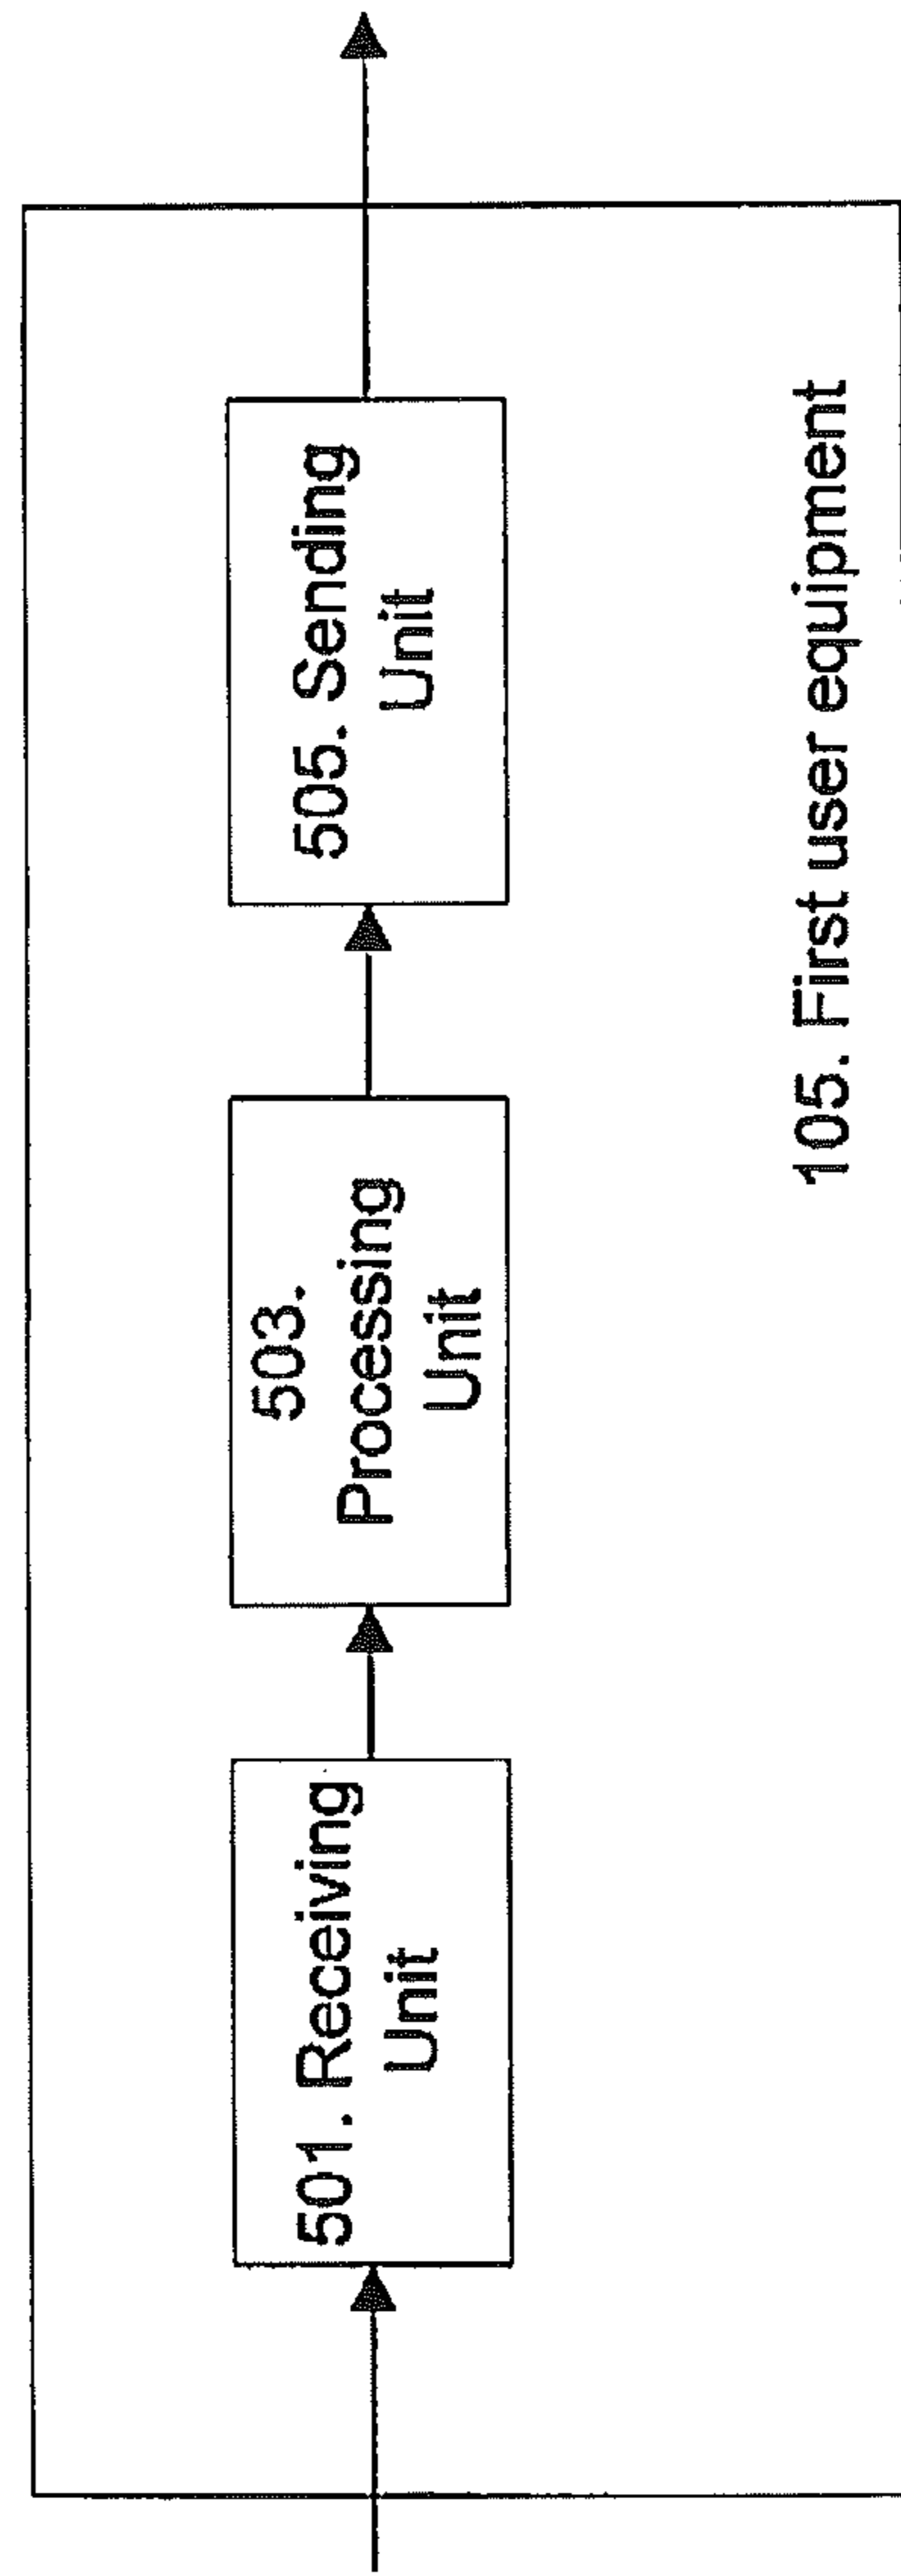 501. Receiving
Unit
503.
Processing
Unit
505. Sending
Unit
105. First user equipment